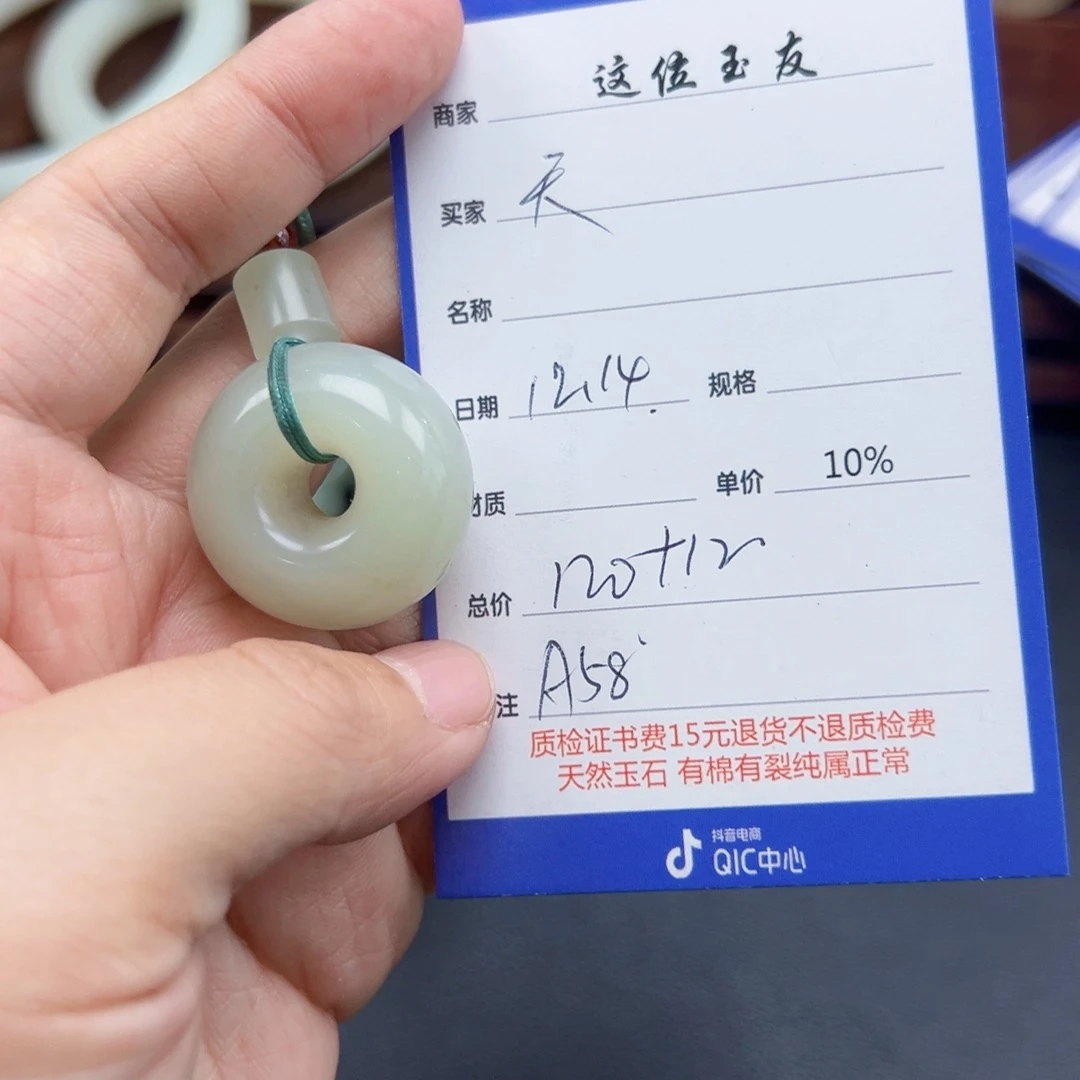 商家 这位玉友
买家 天
名称
日期 12.14. 规格
材质 单价 10%
总价 120+12
注 A58
质检证书费15元退货不退质检费
天然玉石 有棉有裂纯属正常
抖音电商
QIC中心